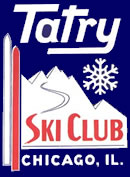 Tatry
SKI CLUB
CHICAGO, IL.